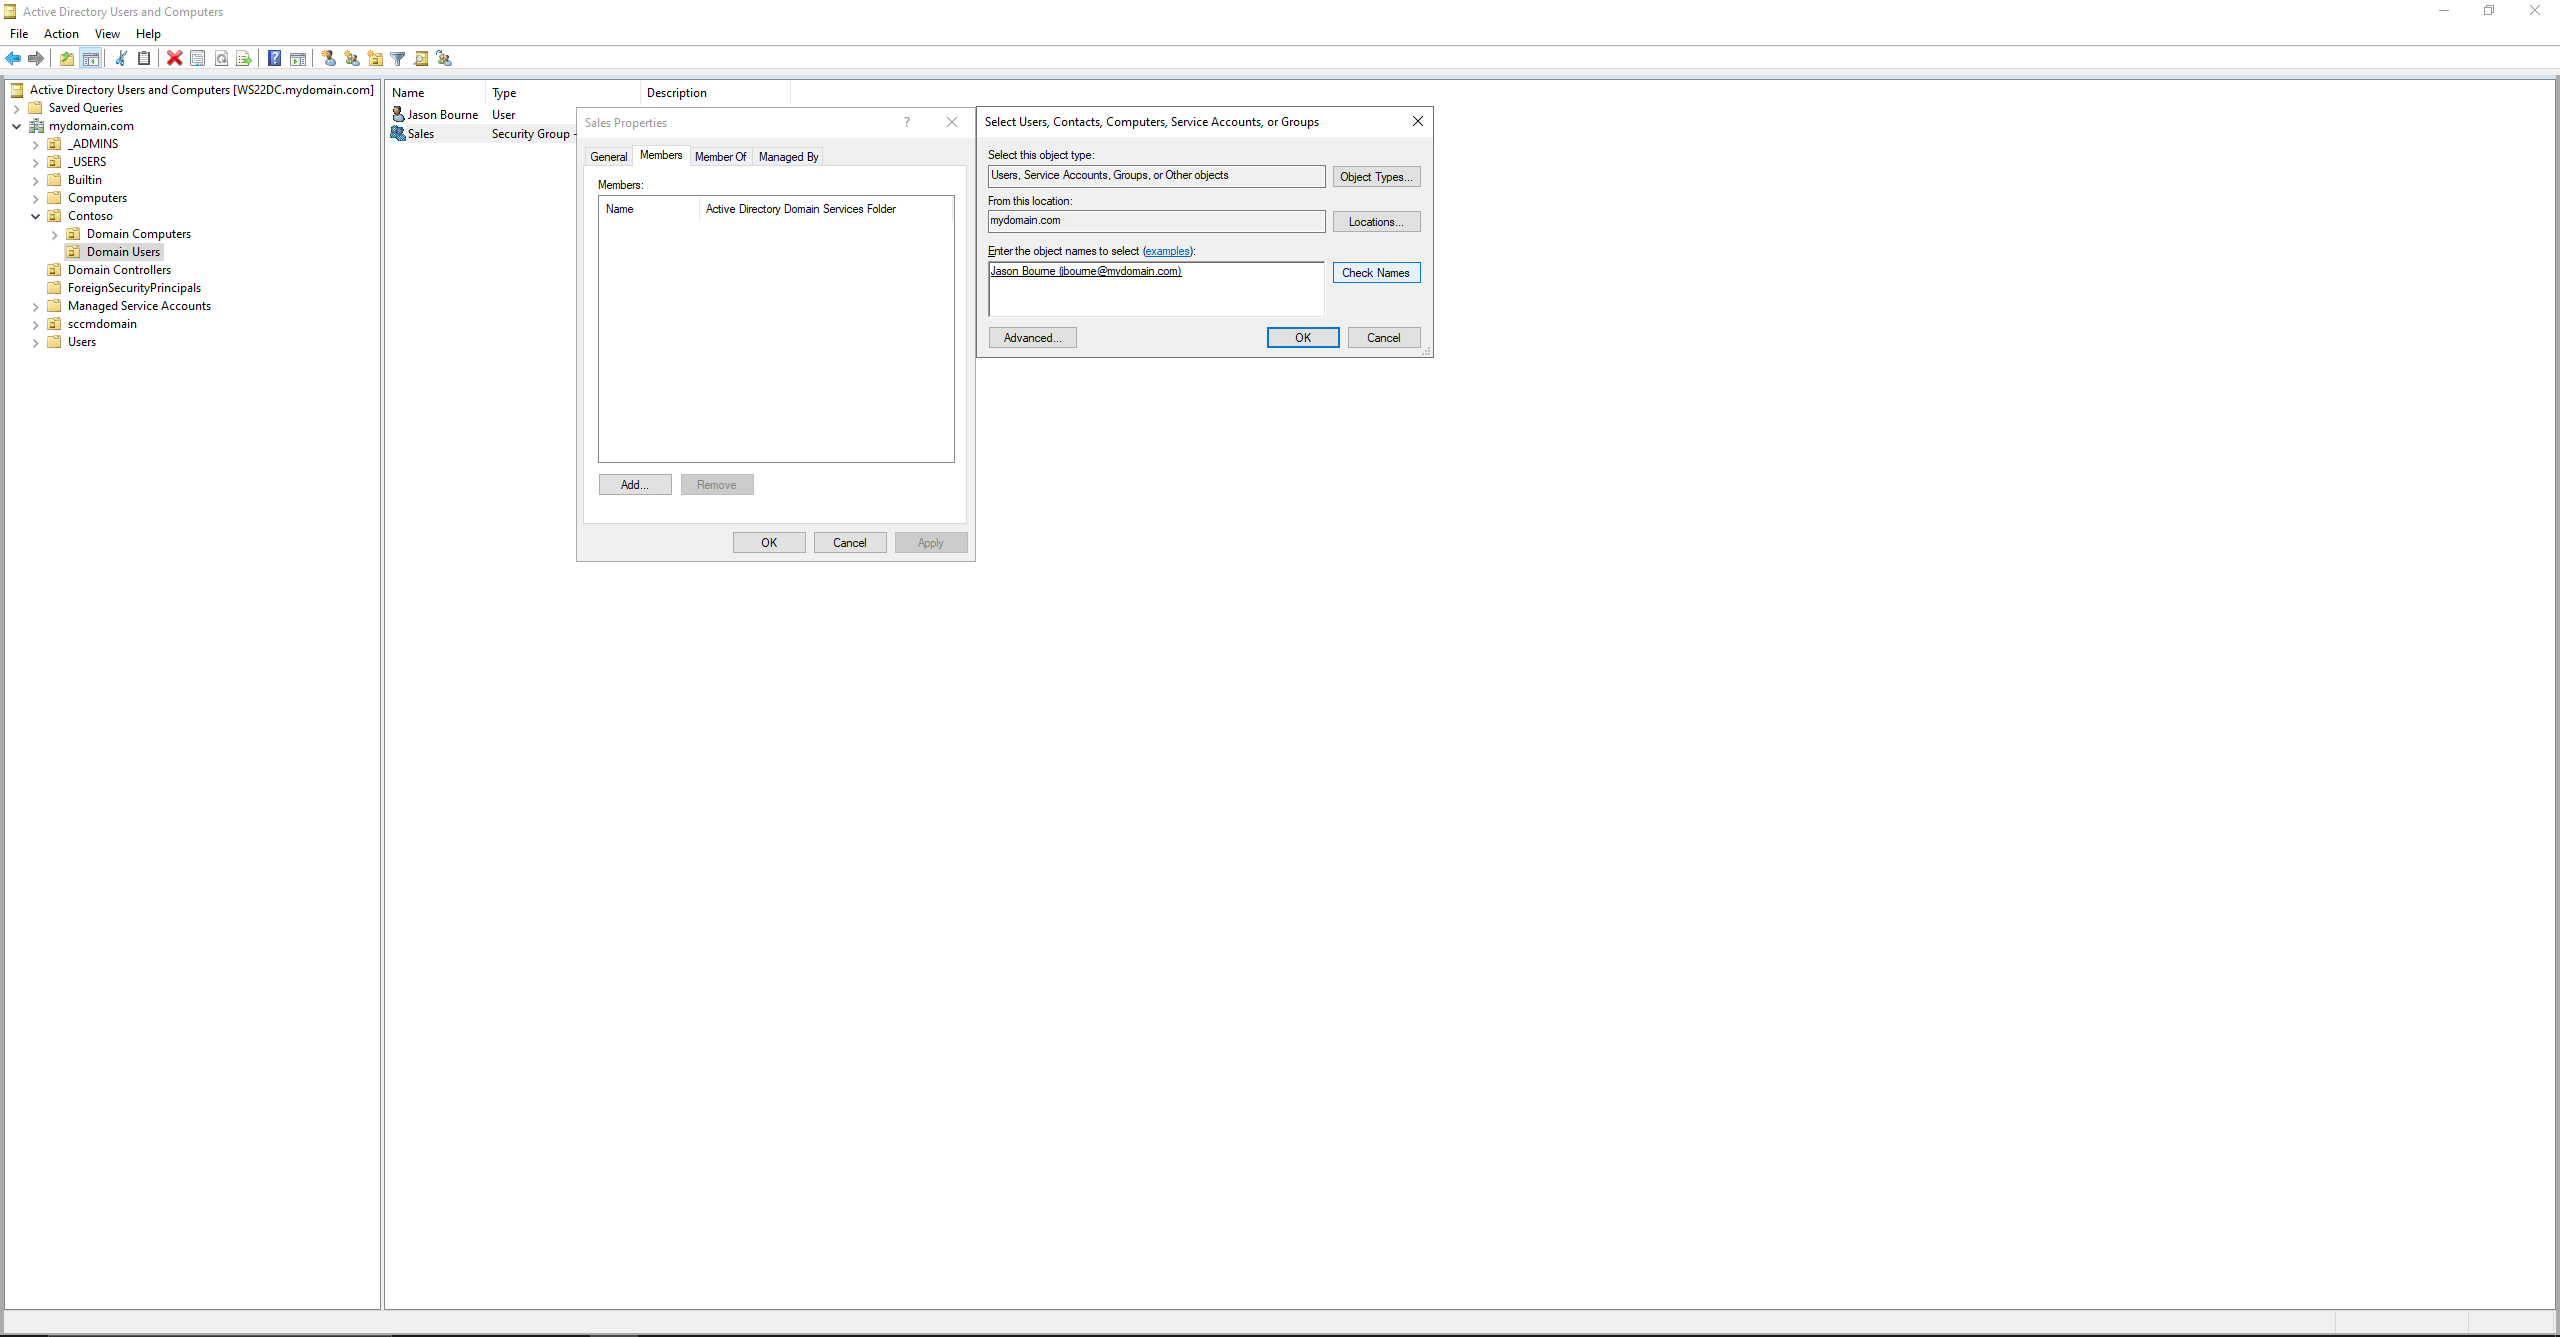 Active Directory Users and Computers
File Action View Help
Active Directory Users and Computers [WS22DC.mydomain.com]
Saved Queries
mydomain.com
_ADMINS
_USERS
Builtin
Computers
Contoso
Domain Computers
Domain Users
Domain Controllers
ForeignSecurityPrincipals
Managed Service Accounts
sccmdomain
Users
Name Type Description
Jason Bourne User
Sales Security Group -
Sales Properties ?
General Members Member Of Managed By
Members:
Name Active Directory Domain Services Folder
Add... Remove
OK Cancel Apply
Select Users, Contacts, Computers, Service Accounts, or Groups
Select this object type:
Users, Service Accounts, Groups, or Other objects Object Types...
From this location:
mydomain.com Locations...
Enter the object names to select (examples):
Jason Bourne (jbourne@mydomain.com) Check Names
Advanced... OK Cancel